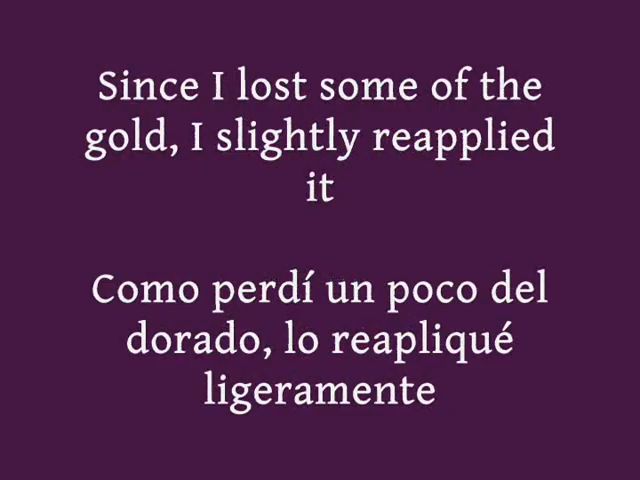 Since I lost some of the
gold, I slightly reapplied
it
Como perdí un poco del
dorado, lo reapliqué
ligeramente